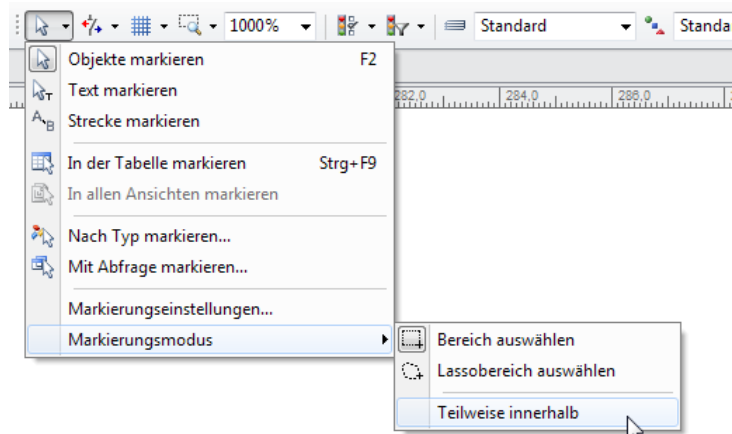 1000% Standard Standa
Objekte markieren F2
Text markieren
282,0 284,0 286,0
Strecke markieren
In der Tabelle markieren Strg+F9
In allen Ansichten markieren
Nach Typ markieren...
Mit Abfrage markieren...
Markierungseinstellungen...
Markierungsmodus
Bereich auswählen
Lassobereich auswählen
Teilweise innerhalb